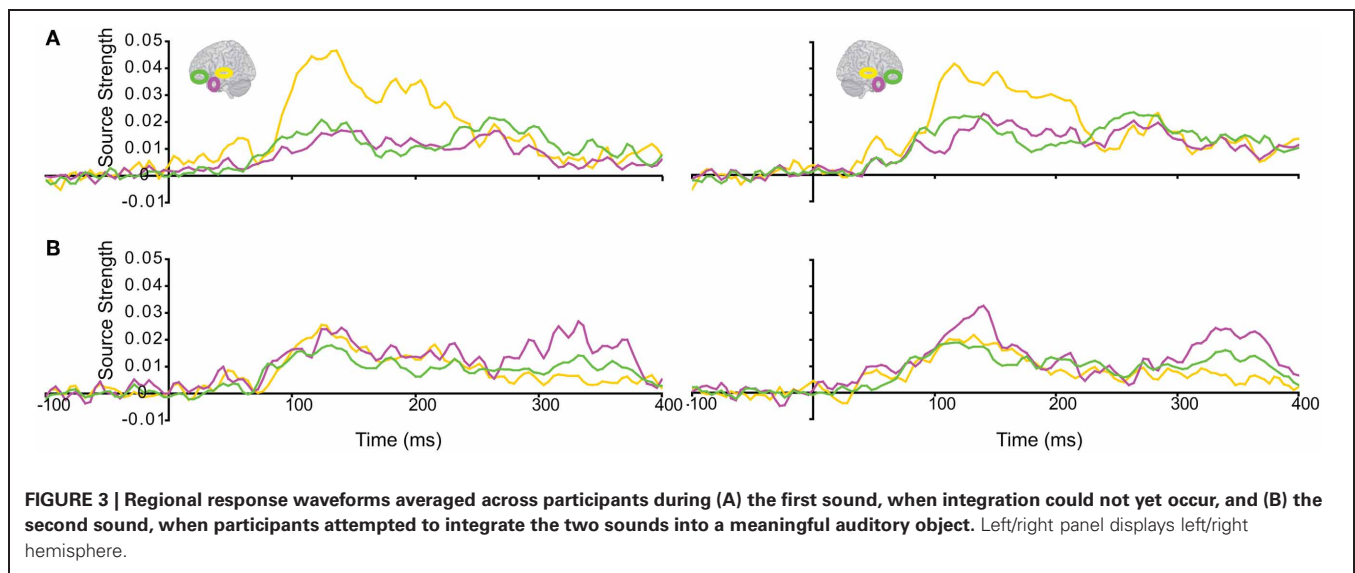 A
Source Strength
0.05
0.04
0.03
0.02
0.01
0
-0.01
B
Source Strength
0.05
0.04
0.03
0.02
0.01
0
-0.01
-100 100 200 300 400 -100 100 200 300 400
Time (ms) Time (ms)
FIGURE 3 | Regional response waveforms averaged across participants during (A) the first sound, when integration could not yet occur, and (B) the
second sound, when participants attempted to integrate the two sounds into a meaningful auditory object. Left/right panel displays left/right
hemisphere.